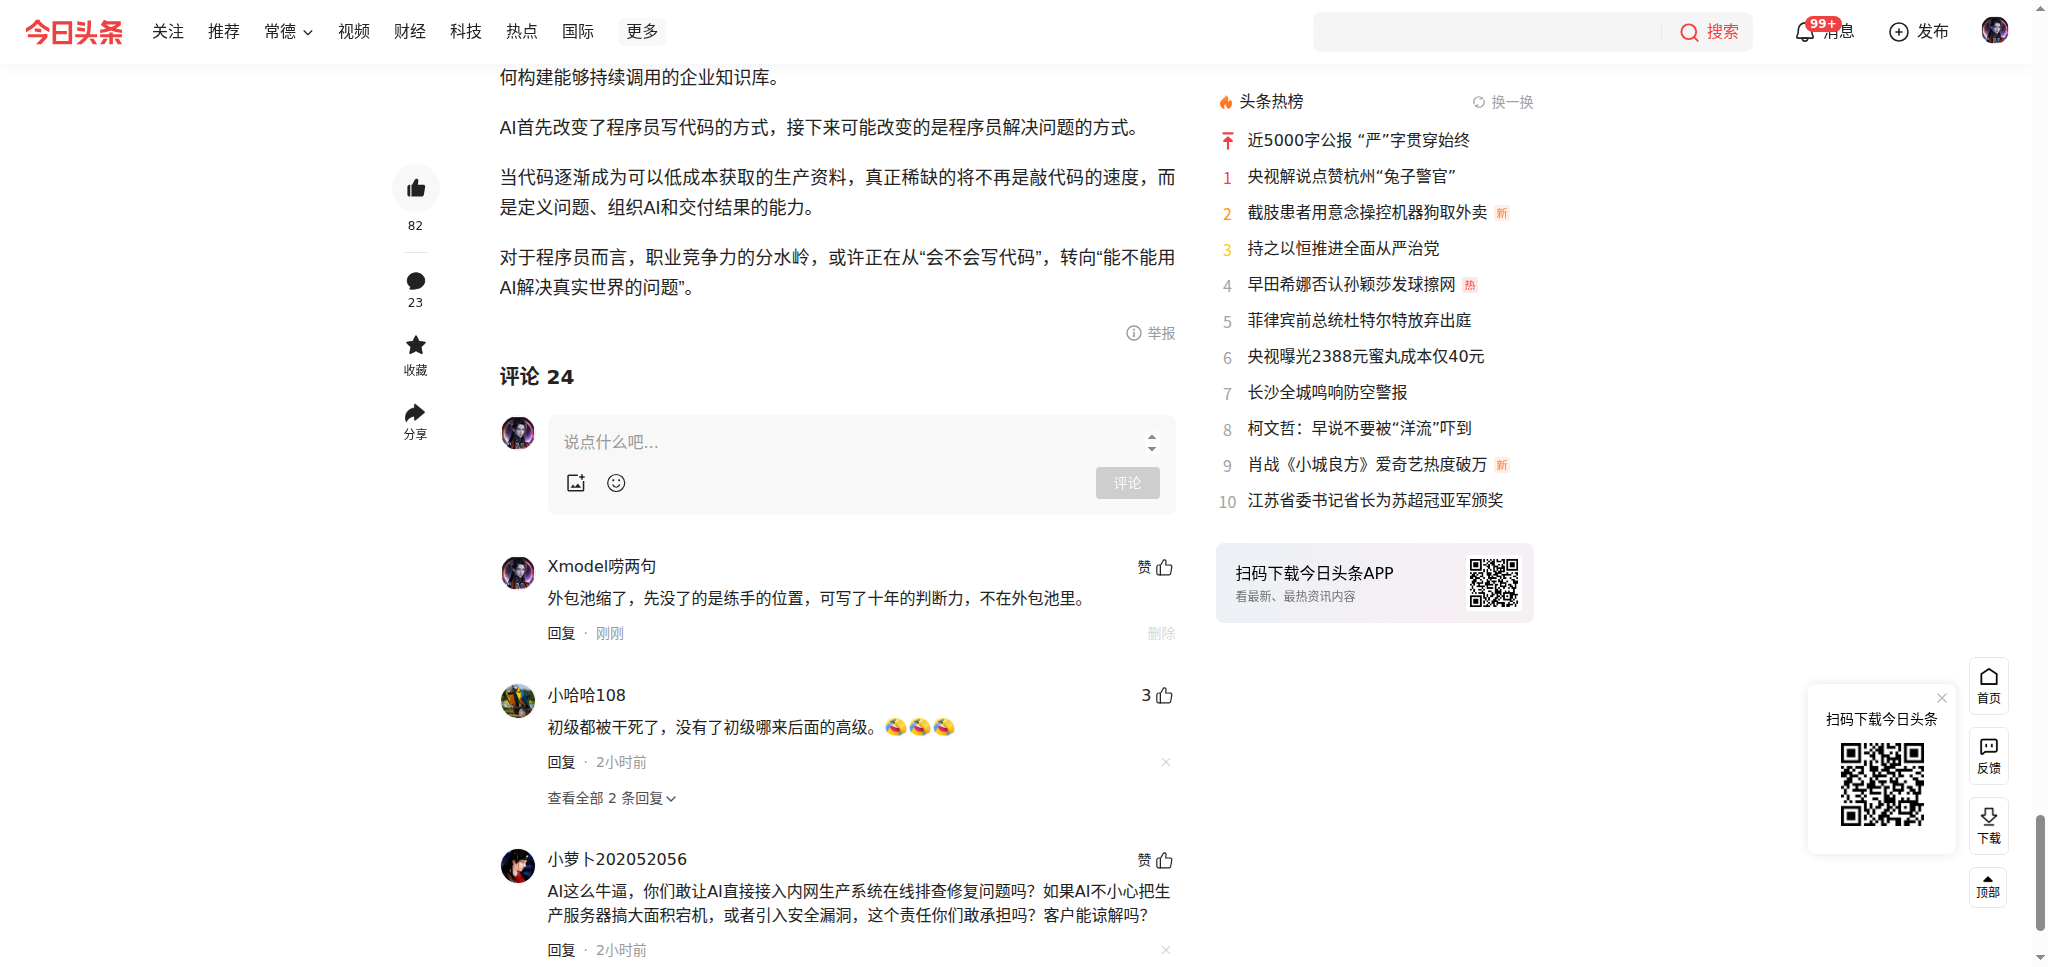 今日头条
关注 推荐 常德 视频 财经 科技 热点 国际 更多
搜索
99+
消息
发布
何构建能够持续调用的企业知识库。
AI首先改变了程序员写代码的方式，接下来可能改变的是程序员解决问题的方式。
当代码逐渐成为可以低成本获取的生产资料，真正稀缺的将不再是敲代码的速度，而
是定义问题、组织AI和交付结果的能力。
对于程序员而言，职业竞争力的分水岭，或许正在从“会不会写代码”，转向“能不能用
AI解决真实世界的问题”。
举报
82
23
收藏
分享
评论 24
说点什么吧...
评论
Xmodel唠两句
赞
外包池缩了，先没了的是练手的位置，可写了十年的判断力，不在外包池里。
回复 · 刚刚
删除
小哈哈108
3
初级都被干死了，没有了初级哪来后面的高级。
回复 · 2小时前
查看全部 2 条回复
小萝卜202052056
赞
AI这么牛逼，你们敢让AI直接接入内网生产系统在线排查修复问题吗？如果AI不小心把生
产服务器搞大面积宕机，或者引入安全漏洞，这个责任你们敢承担吗？客户能谅解吗？
回复 · 2小时前
头条热榜
换一换
近5000字公报 “严”字贯穿始终
1 央视解说点赞杭州“兔子警官”
2 截肢患者用意念操控机器狗取外卖 新
3 持之以恒推进全面从严治党
4 早田希娜否认孙颖莎发球擦网 热
5 菲律宾前总统杜特尔特放弃出庭
6 央视曝光2388元蜜丸成本仅40元
7 长沙全城鸣响防空警报
8 柯文哲：早说不要被“洋流”吓到
9 肖战《小城良方》爱奇艺热度破万 新
10 江苏省委书记省长为苏超冠亚军颁奖
扫码下载今日头条APP
看最新、最热资讯内容
扫码下载今日头条
首页
反馈
下载
顶部